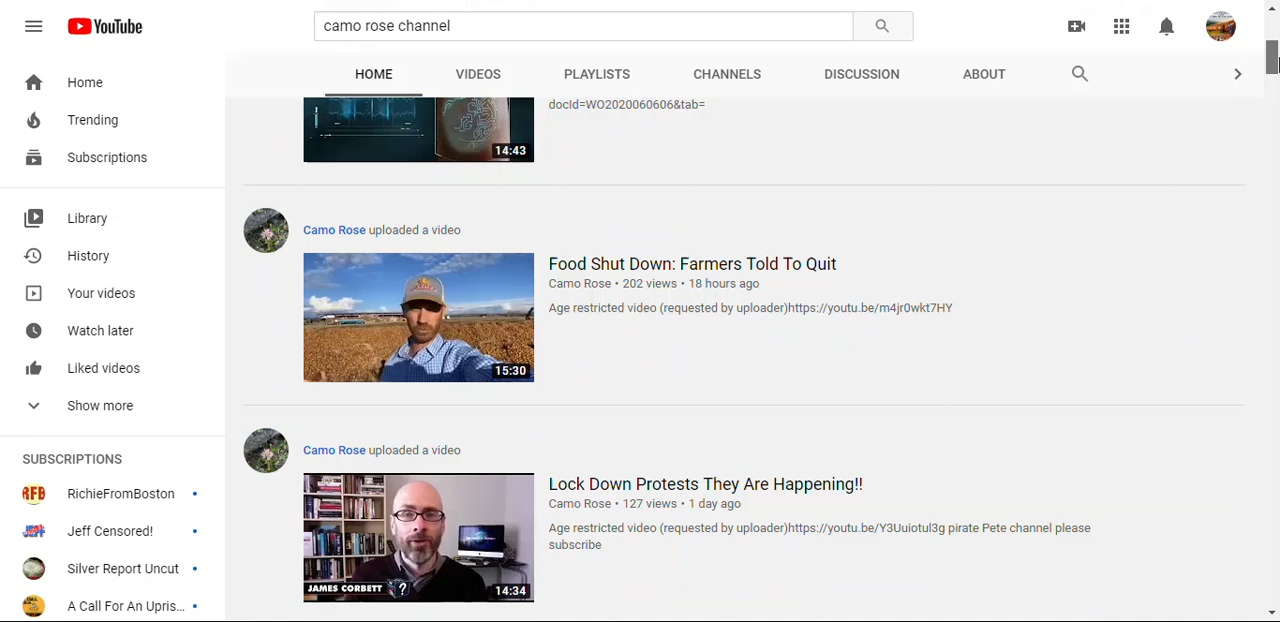 YouTube
camo rose channel
HOME VIDEOS PLAYLISTS CHANNELS DISCUSSION ABOUT
Home
Trending
Subscriptions
Library
History
Your videos
Watch later
Liked videos
Show more
SUBSCRIPTIONS
RFB RichieFromBoston
Jeff Censored!
Silver Report Uncut
A Call For An Upris...
docId=WO2020060606&tab=
14:43
Camo Rose uploaded a video
Food Shut Down: Farmers Told To Quit
Camo Rose • 202 views • 18 hours ago
Age restricted video (requested by uploader)https://youtu.be/m4jr0wkt7HY
15:30
Camo Rose uploaded a video
Lock Down Protests They Are Happening!!
Camo Rose • 127 views • 1 day ago
Age restricted video (requested by uploader)https://youtu.be/Y3Uuiotul3g pirate Pete channel please
subscribe
JAMES CORBETT ?
14:34